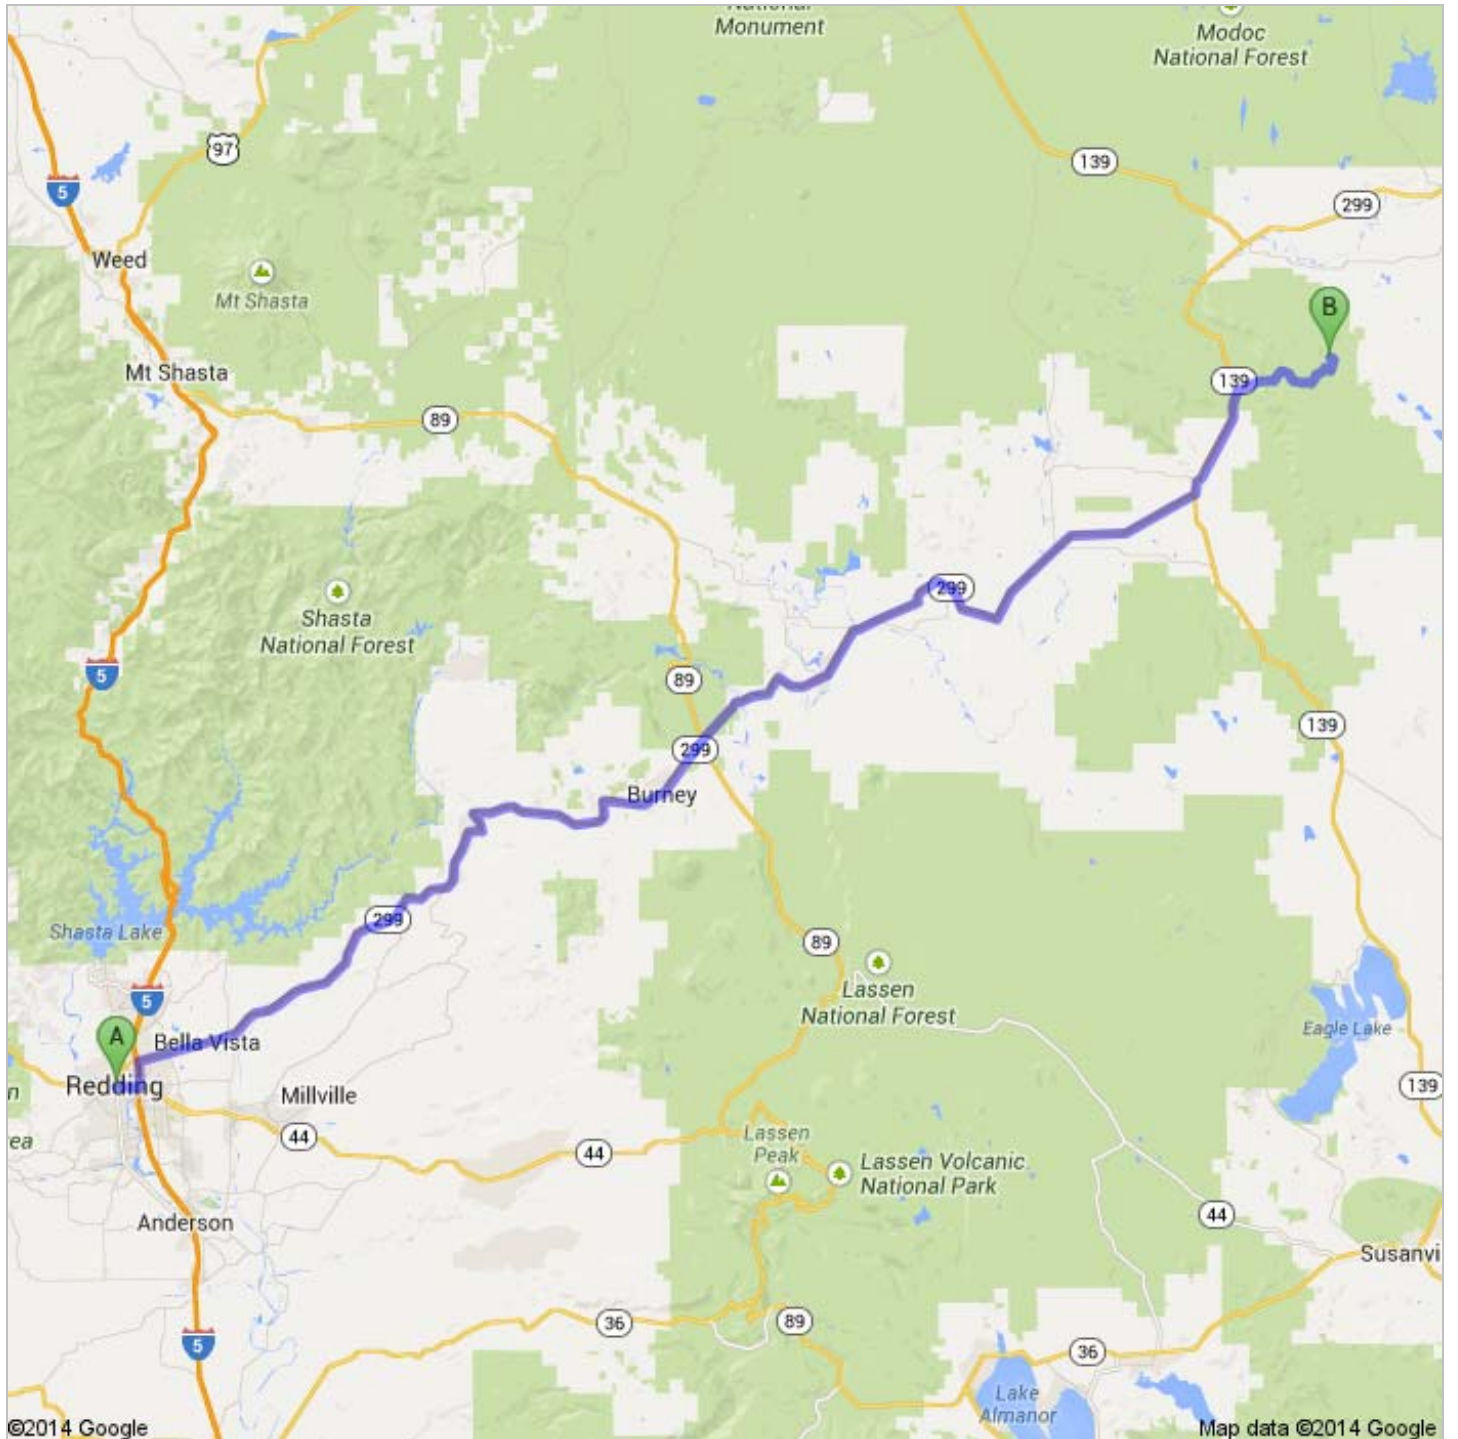 National
Monument
Modoc
National Forest
97
139
5
299
Weed
Mt Shasta
B
Mt Shasta
139
89
299
Shasta
National Forest
5
89
139
299
Burney
299
Shasta Lake
89
Lassen
National Forest
5
Eagle Lake
A
Bella Vista
Redding
139
n
Millville
44
ea
Lassen
Peak
44
Lassen Volcanic
National Park
44
Anderson
Susanvi
36
89
5
36
Lake
Almanor
©2014 Google
Map data ©2014 Google